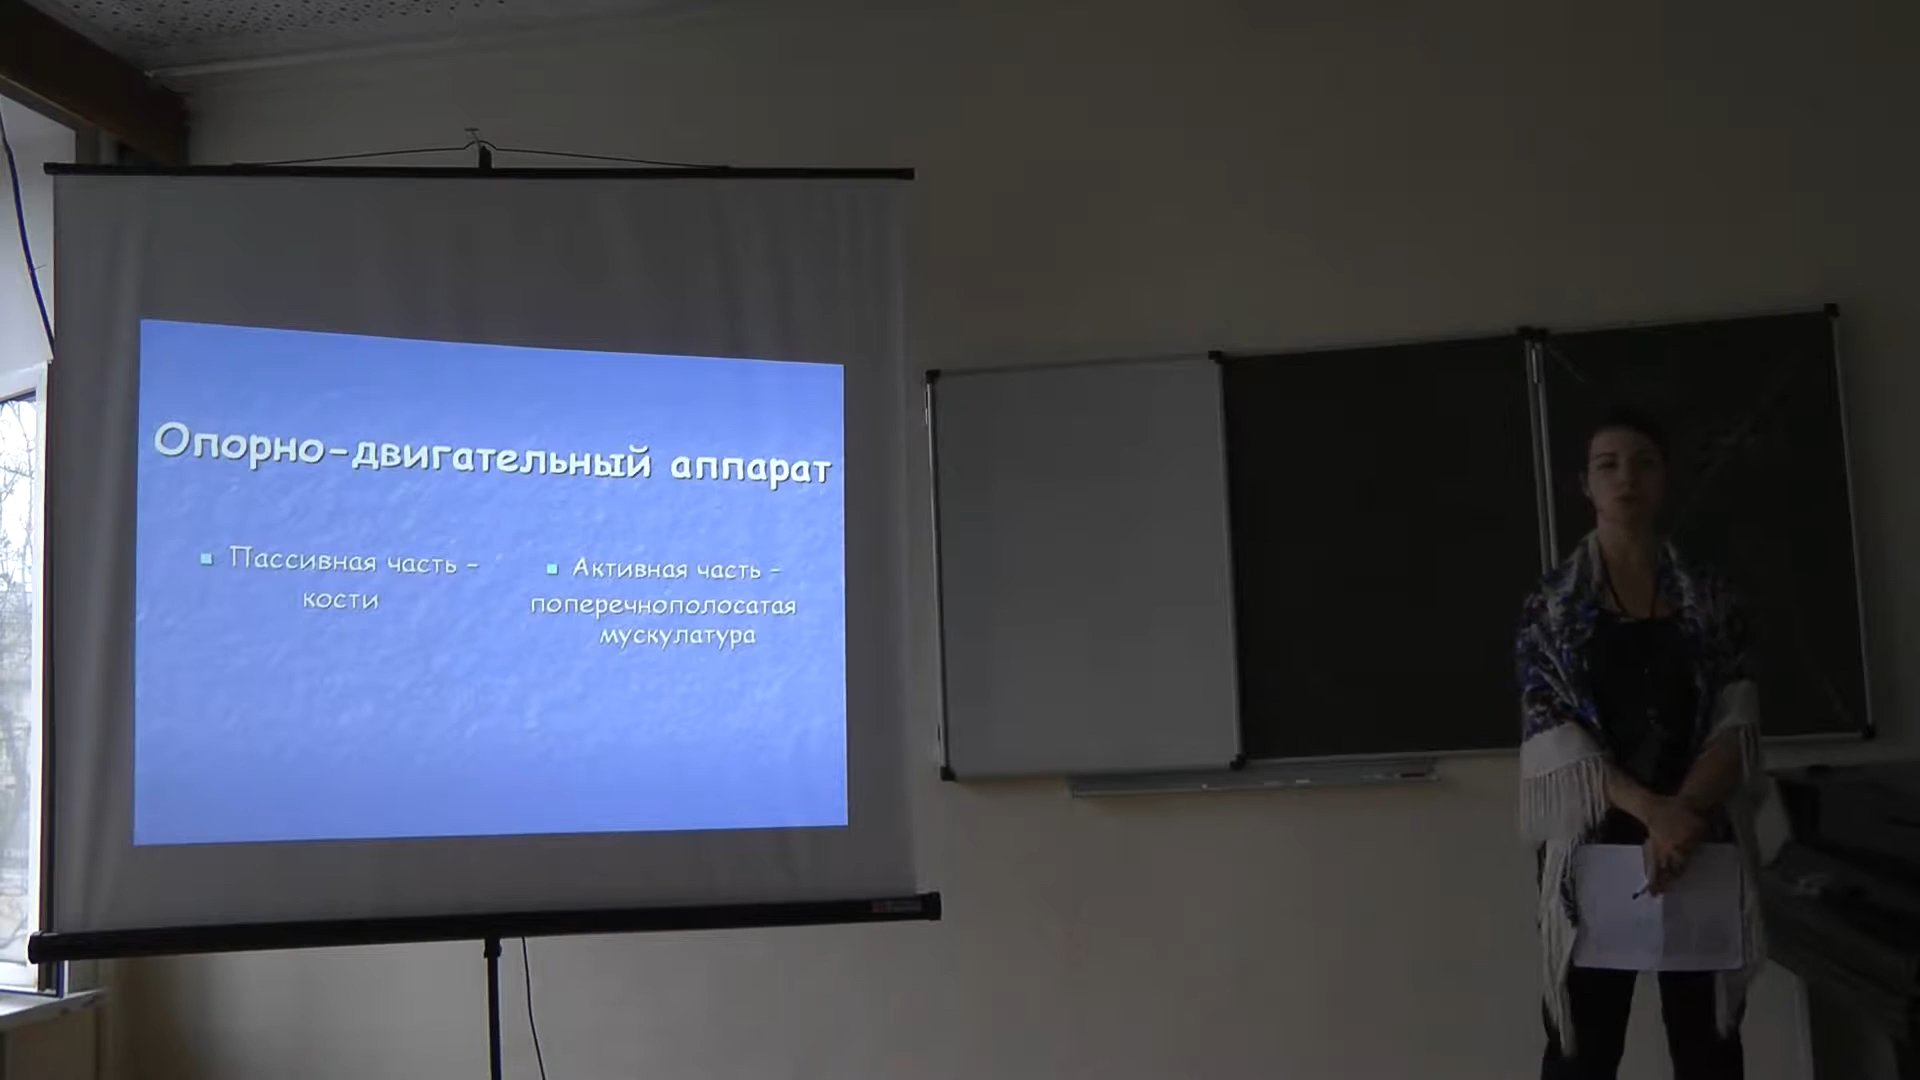 Опорно-двигательный аппарат
Пассивная часть –
кости
Активная часть –
поперечнополосатая
мускулатура